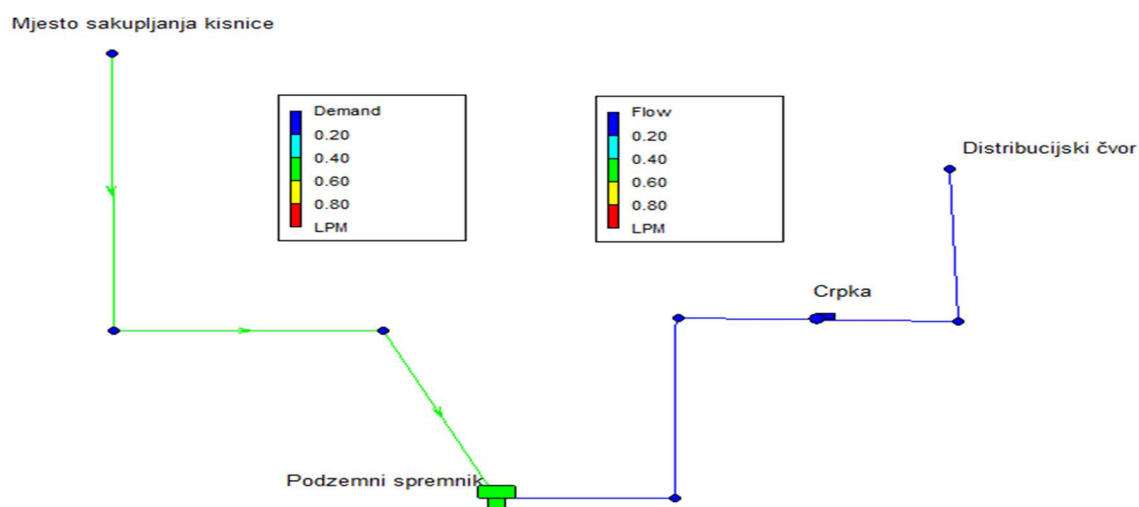 Mjesto sakupljanja kisnice
Demand
0.20
0.40
0.60
0.80
LPM
Flow
0.20
0.40
0.60
0.80
LPM
Distribucijski čvor
Crpka
Podzemni spremnik